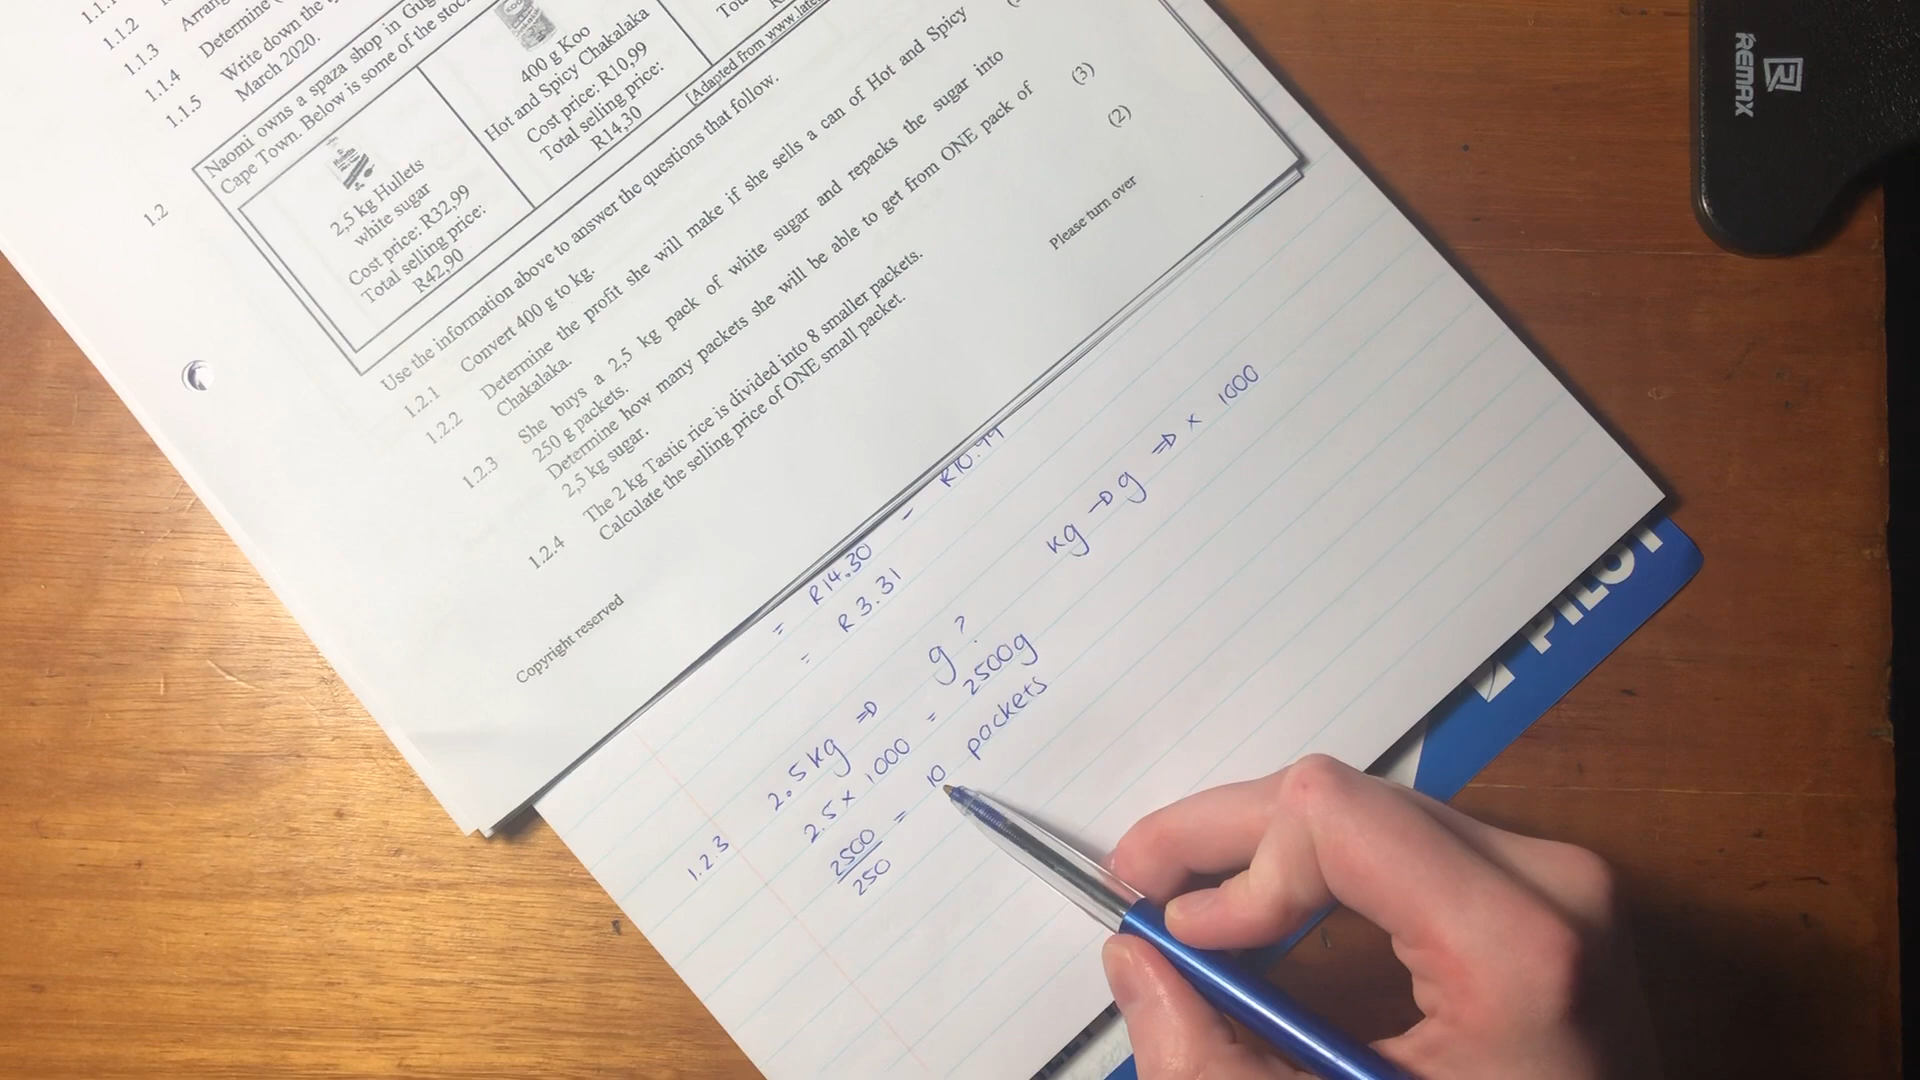 1.1.1
1.1.2
1.1.3 Arrang
1.1.4 Determine
1.1.5 Write down the
March 2020.
1.2 Naomi owns a spaza shop in Gug
Cape Town. Below is some of the stoc
2,5 kg Hullets
white sugar
Cost price: R32,99
Total selling price:
R42,90
400 g Koo
Hot and Spicy Chakalaka
Cost price: R10,99
Total selling price:
R14,30
Tou
[Adapted from www.late
Use the information above to answer the questions that follow.
1.2.1 Convert 400 g to kg.
1.2.2 Determine the profit she will make if she sells a can of Hot and Spicy
Chakalaka.
1.2.3 She buys a 2,5 kg pack of white sugar and repacks the sugar into
250 g packets.
Determine how many packets she will be able to get from ONE pack of
2,5 kg sugar. (3)
1.2.4 The 2 kg Tastic rice is divided into 8 smaller packets.
Calculate the selling price of ONE small packet. (2)
Copyright reserved
Please turn over
= R14.30 - R10.99
= R3.31
1.2.3 2.5kg ⇒ g?
kg → g ⇒ × 1000
2.5 × 1000 = 2500g
2500
250
= 10 packets
REMAX
PILOT